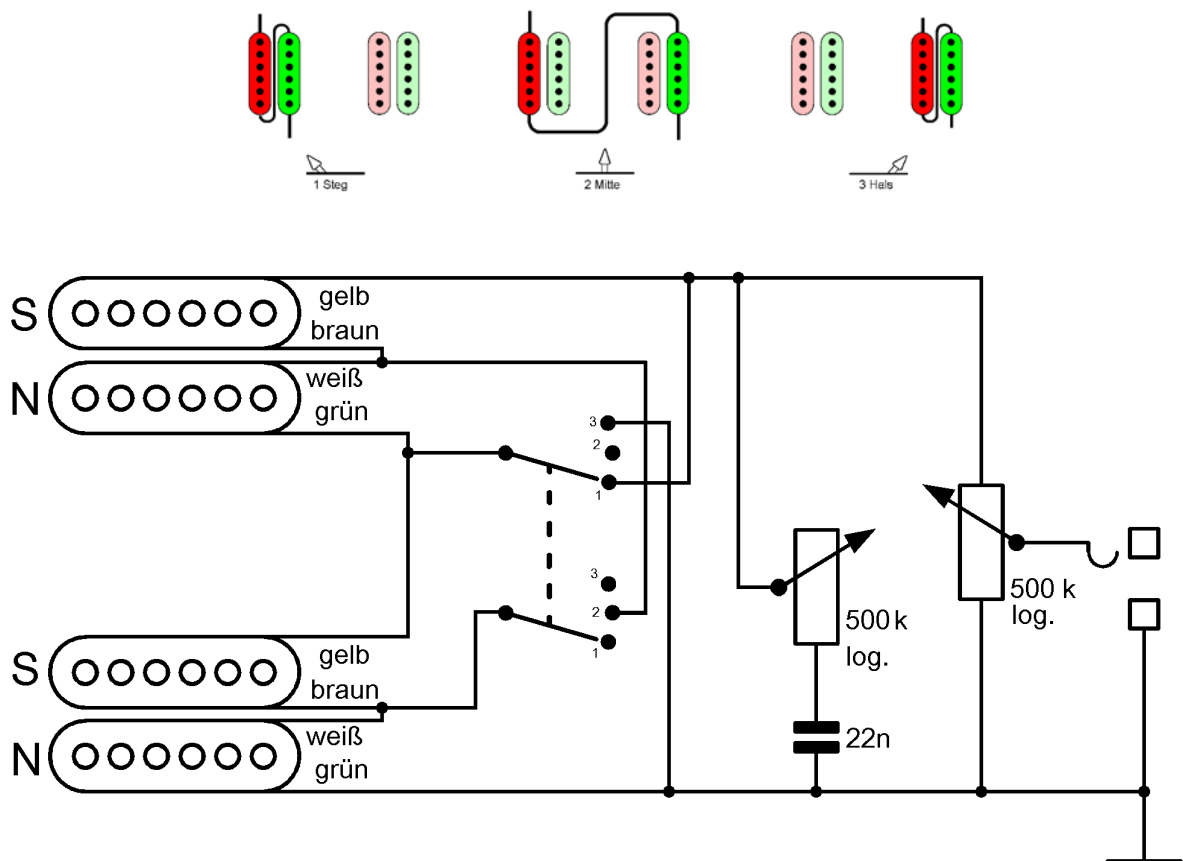 1 Steg
2 Mitte
3 Hals
S
gelb
braun
N
weiß
grün
3
2
1
3
2
1
S
gelb
braun
N
weiß
grün
500 k
log.
22n
500 k
log.